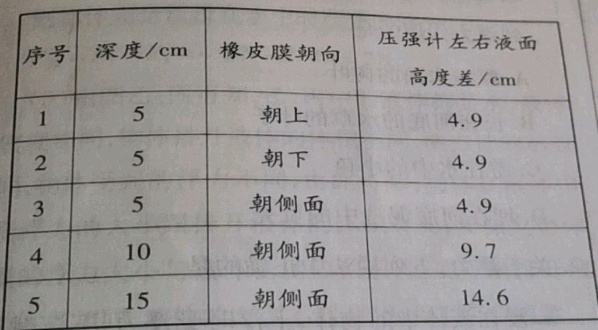 序号 深度/cm 橡皮膜朝向 压强计左右液面
高度差/cm
1 5 朝上 4.9
2 5 朝下 4.9
3 5 朝侧面 4.9
4 10 朝侧面 9.7
5 15 朝侧面 14.6